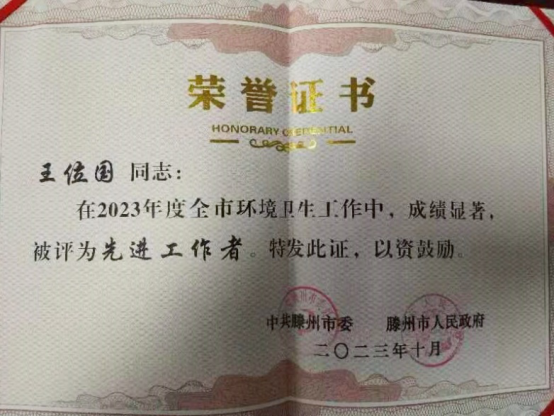 荣誉证书
HONORARY CREDENTIAL
王位国 同志：
在2023年度全市环境卫生工作中，成绩显著，
被评为先进工作者。特发此证，以资鼓励。
中共滕州市委 滕州市人民政府
二〇二三年十月